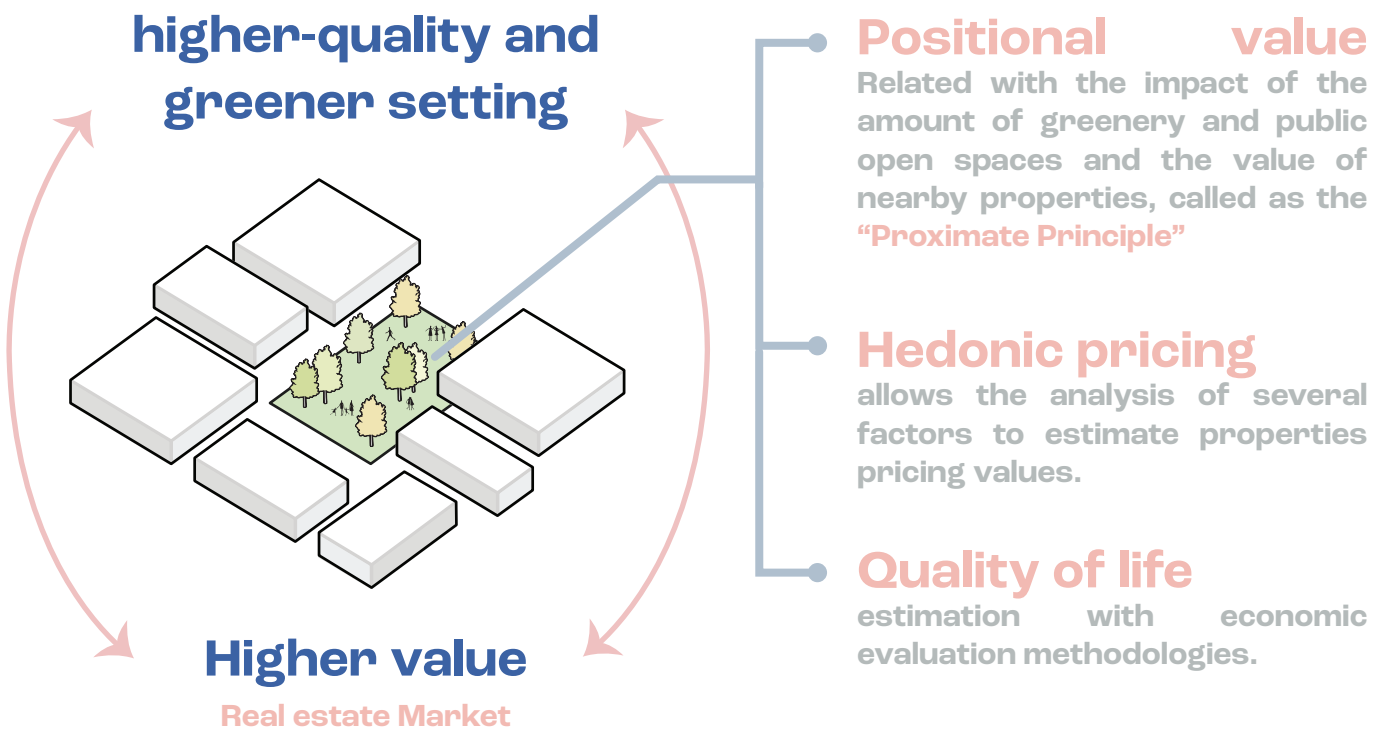 higher-quality and
greener setting
Higher value
Real estate Market
Positional value
Related with the impact of the
amount of greenery and public
open spaces and the value of
nearby properties, called as the
“Proximate Principle”
Hedonic pricing
allows the analysis of several
factors to estimate properties
pricing values.
Quality of life
estimation with economic
evaluation methodologies.